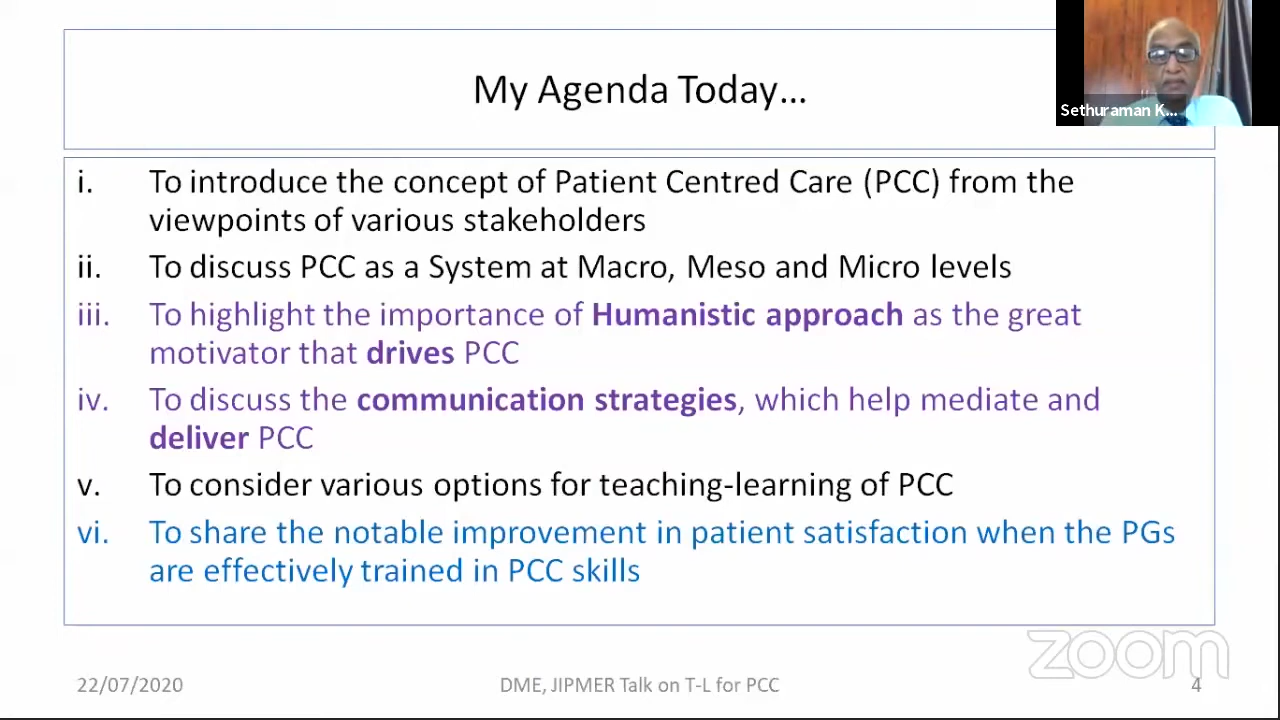 My Agenda Today...
Sethuraman K...
i. To introduce the concept of Patient Centred Care (PCC) from the
viewpoints of various stakeholders
ii. To discuss PCC as a System at Macro, Meso and Micro levels
iii. To highlight the importance of Humanistic approach as the great
motivator that drives PCC
iv. To discuss the communication strategies, which help mediate and
deliver PCC
v. To consider various options for teaching-learning of PCC
vi. To share the notable improvement in patient satisfaction when the PGs
are effectively trained in PCC skills
zoom
22/07/2020
DME, JIPMER Talk on T-L for PCC
4